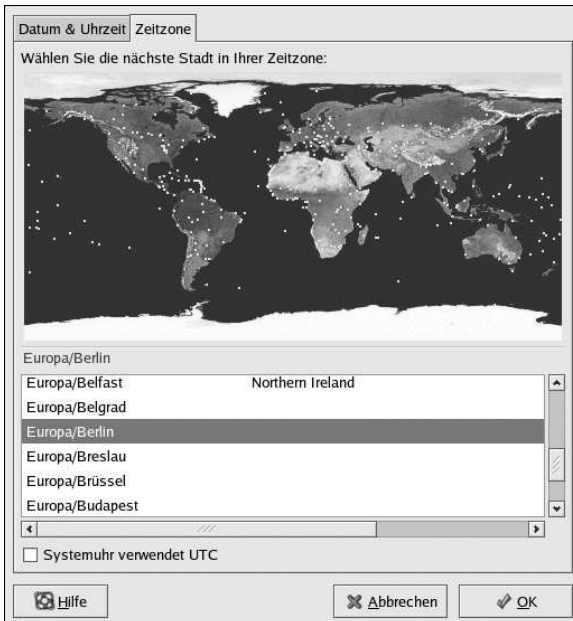 Datum & Uhrzeit Zeitzone
Wählen Sie die nächste Stadt in Ihrer Zeitzone:
Europa/Berlin
Europa/Belfast Northern Ireland
Europa/Belgrad
Europa/Berlin
Europa/Breslau
Europa/Brüssel
Europa/Budapest
Systemuhr verwendet UTC
Hilfe Abbrechen OK